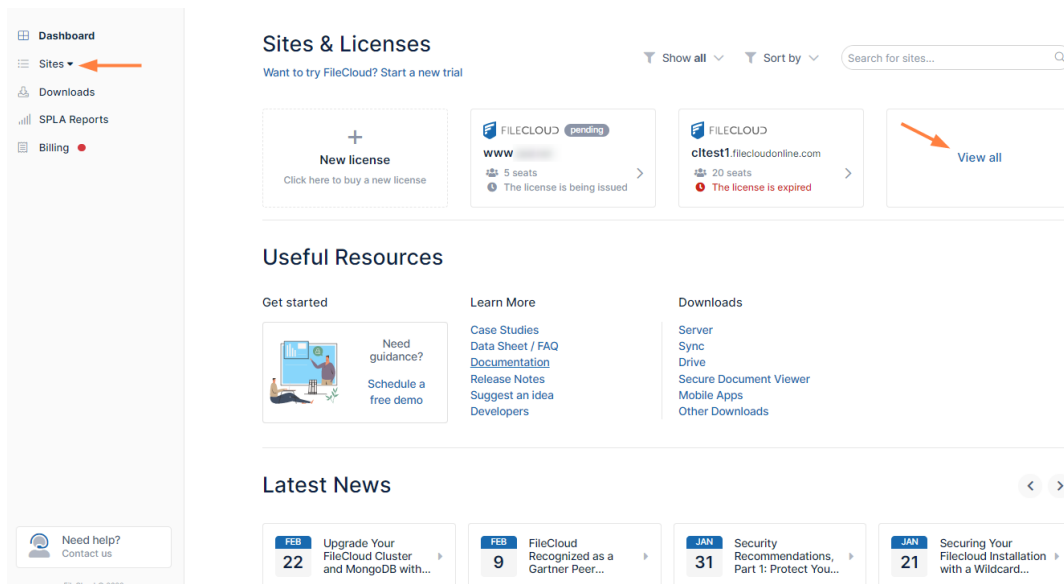 Dashboard
Sites
Downloads
SPLA Reports
Billing
Need help?
Contact us
Sites & Licenses
Want to try FileCloud? Start a new trial
Show all
Sort by
Search for sites...
New license
Click here to buy a new license
FILECLOUD pending
www
5 seats
The license is being issued
FILECLOUD
cltest1.filecloudonline.com
20 seats
The license is expired
View all
Useful Resources
Get started
Need
guidance?
Schedule a
free demo
Learn More
Case Studies
Data Sheet / FAQ
Documentation
Release Notes
Suggest an idea
Developers
Downloads
Server
Sync
Drive
Secure Document Viewer
Mobile Apps
Other Downloads
Latest News
FEB
22
Upgrade Your
FileCloud Cluster
and MongoDB with...
FEB
9
FileCloud
Recognized as a
Gartner Peer...
JAN
31
Security
Recommendations,
Part 1: Protect You...
JAN
21
Securing Your
Filecloud Installation
with a Wildcard...